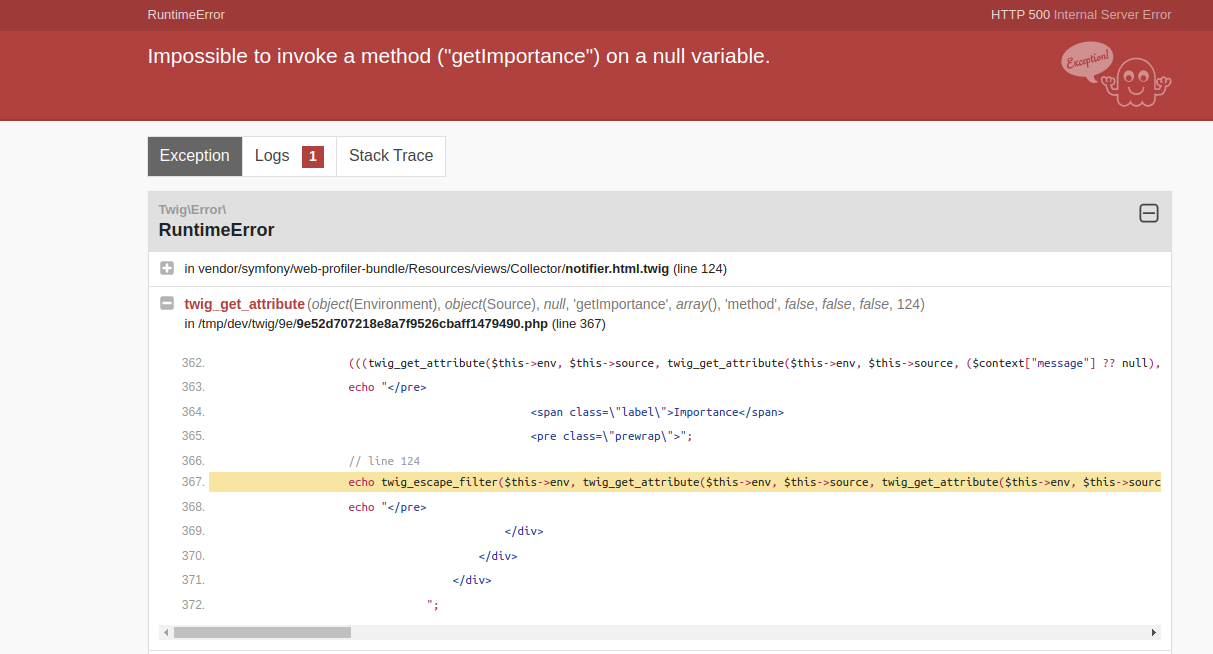 RuntimeError HTTP 500 Internal Server Error
Impossible to invoke a method ("getImportance") on a null variable.
Exception!
Exception Logs 1 Stack Trace
Twig\Error\
RuntimeError
in vendor/symfony/web-profiler-bundle/Resources/views/Collector/notifier.html.twig (line 124)
twig_get_attribute(object(Environment), object(Source), null, 'getImportance', array(), 'method', false, false, false, 124)
in /tmp/dev/twig/9e/9e52d707218e8a7f9526cbaff1479490.php (line 367)
362. (((twig_get_attribute($this->env, $this->source, twig_get_attribute($this->env, $this->source, ($context["message"] ?? null),
363. echo "</pre>
364. <span class=\"label\">Importance</span>
365. <pre class=\"prewrap\">";
366. // line 124
367. echo twig_escape_filter($this->env, twig_get_attribute($this->env, $this->source, twig_get_attribute($this->env, $this->sourc
368. echo "</pre>
369. </div>
370. </div>
371. </div>
372. ";